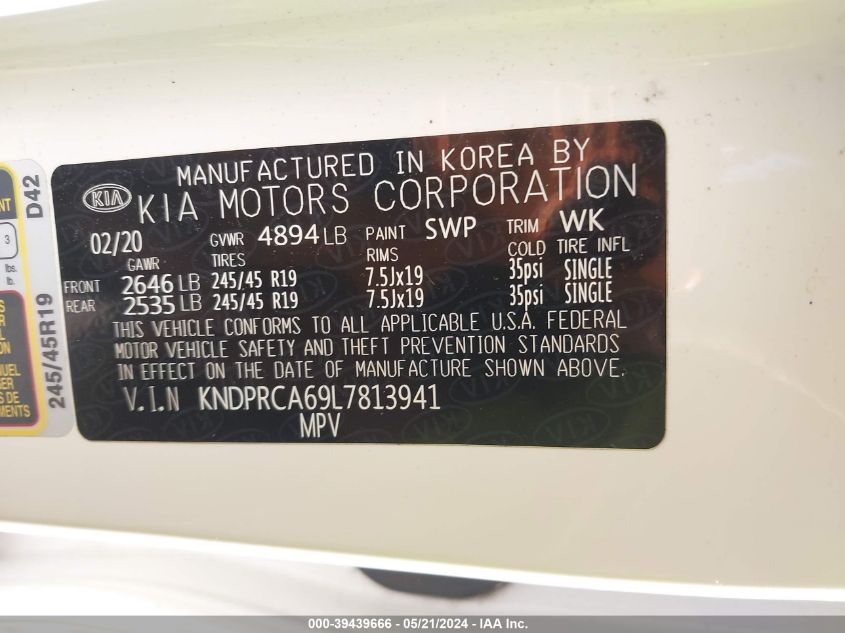 MANUFACTURED IN KOREA BY
KIA KIA MOTORS CORPORATION
02/20 GVWR 4894LB PAINT SWP TRIM WK
GAWR TIRES RIMS COLD TIRE INFL
FRONT 2646 LB 245/45 R19 7.5Jx19 35psi SINGLE
REAR 2535 LB 245/45 R19 7.5Jx19 35psi SINGLE
THIS VEHICLE CONFORMS TO ALL APPLICABLE U.S.A. FEDERAL
MOTOR VEHICLE SAFETY AND THEFT PREVENTION STANDARDS
IN EFFECT ON THE DATE OF MANUFACTURE SHOWN ABOVE.
V.I.N KNDPRCA69L7813941
MPV
D42
245/45R19
3
lbs.
lb.
000-39439666 - 05/21/2024 - IAA Inc.